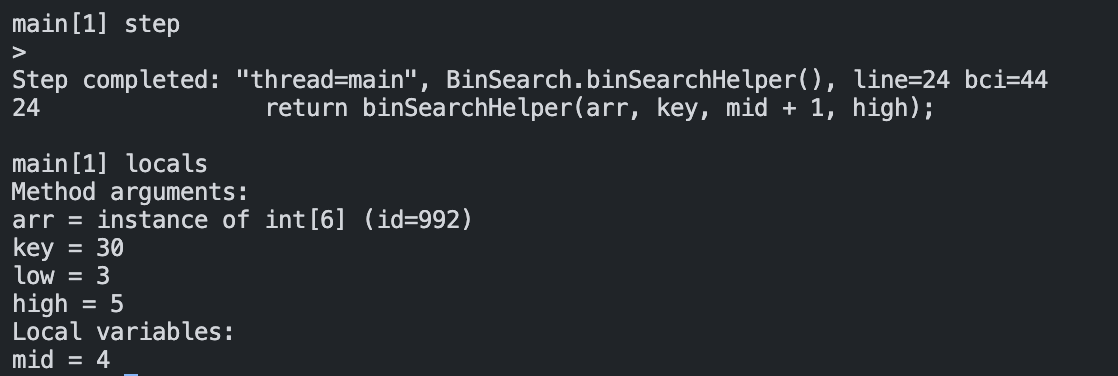 main[1] step
>
Step completed: "thread=main", BinSearch.binSearchHelper(), line=24 bci=44
24                return binSearchHelper(arr, key, mid + 1, high);
main[1] locals
Method arguments:
arr = instance of int[6] (id=992)
key = 30
low = 3
high = 5
Local variables:
mid = 4